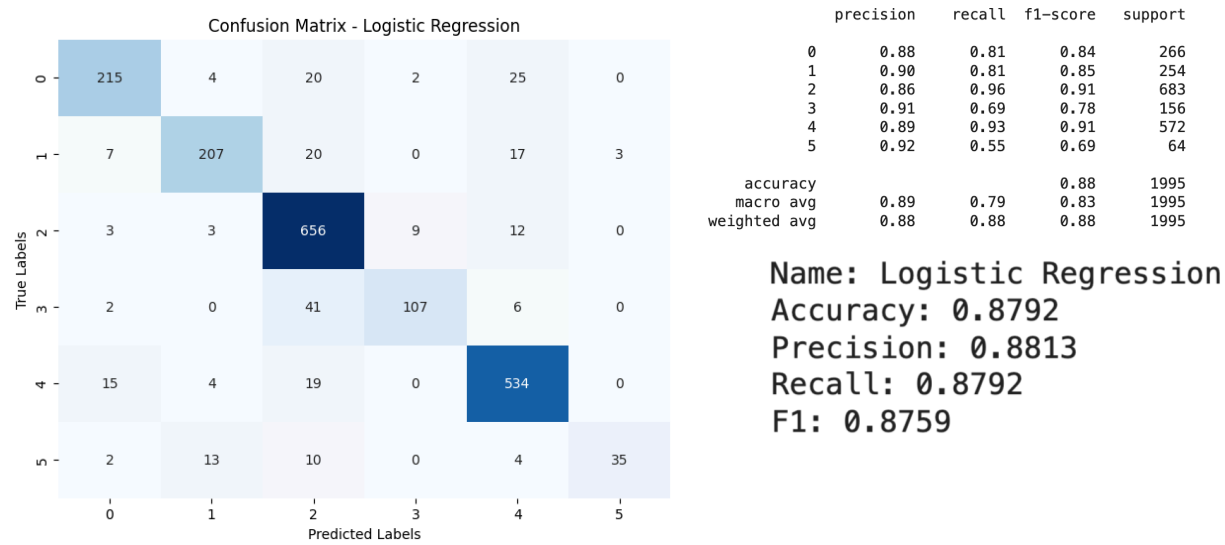 Confusion Matrix - Logistic Regression
True Labels
0 215 4 20 2 25 0
1 7 207 20 0 17 3
2 3 3 656 9 12 0
3 2 0 41 107 6 0
4 15 4 19 0 534 0
5 2 13 10 0 4 35
0 1 2 3 4 5
Predicted Labels
precision recall f1-score support
0 0.88 0.81 0.84 266
1 0.90 0.81 0.85 254
2 0.86 0.96 0.91 683
3 0.91 0.69 0.78 156
4 0.89 0.93 0.91 572
5 0.92 0.55 0.69 64
accuracy 0.88 1995
macro avg 0.89 0.79 0.83 1995
weighted avg 0.88 0.88 0.88 1995
Name: Logistic Regression
Accuracy: 0.8792
Precision: 0.8813
Recall: 0.8792
F1: 0.8759